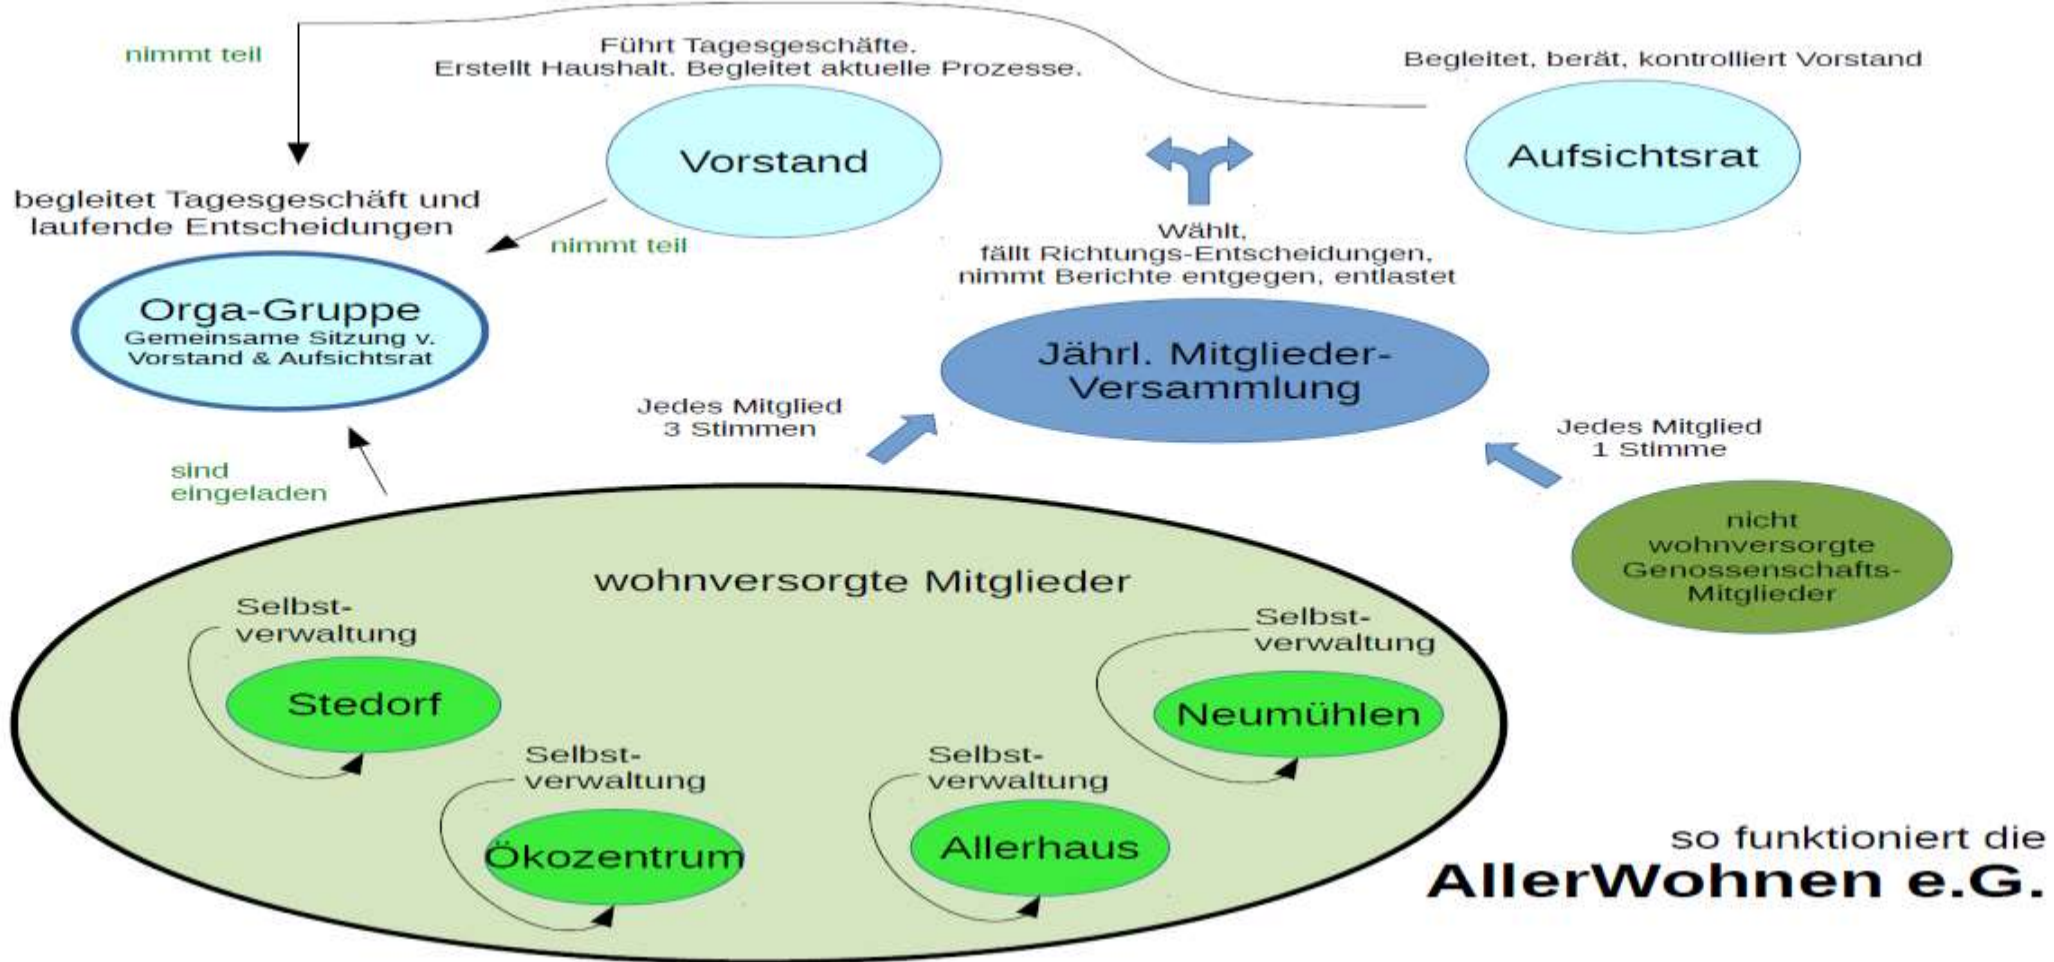 nimmt teil
Führt Tagesgeschäfte.
Erstellt Haushalt. Begleitet aktuelle Prozesse.
Begleitet, berät, kontrolliert Vorstand
Vorstand
Aufsichtsrat
begleitet Tagesgeschäft und
laufende Entscheidungen
nimmt teil
Wählt,
fällt Richtungs-Entscheidungen,
nimmt Berichte entgegen, entlastet
Orga-Gruppe
Gemeinsame Sitzung v.
Vorstand & Aufsichtsrat
Jährl. Mitglieder-
Versammlung
Jedes Mitglied
3 Stimmen
Jedes Mitglied
1 Stimme
sind
eingeladen
nicht
wohnversorgte
Genossenschafts-
Mitglieder
wohnversorgte Mitglieder
Selbst-
verwaltung
Stedorf
Selbst-
verwaltung
Neumühlen
Selbst-
verwaltung
Ökozentrum
Selbst-
verwaltung
Allerhaus
so funktioniert die
AllerWohnen e.G.